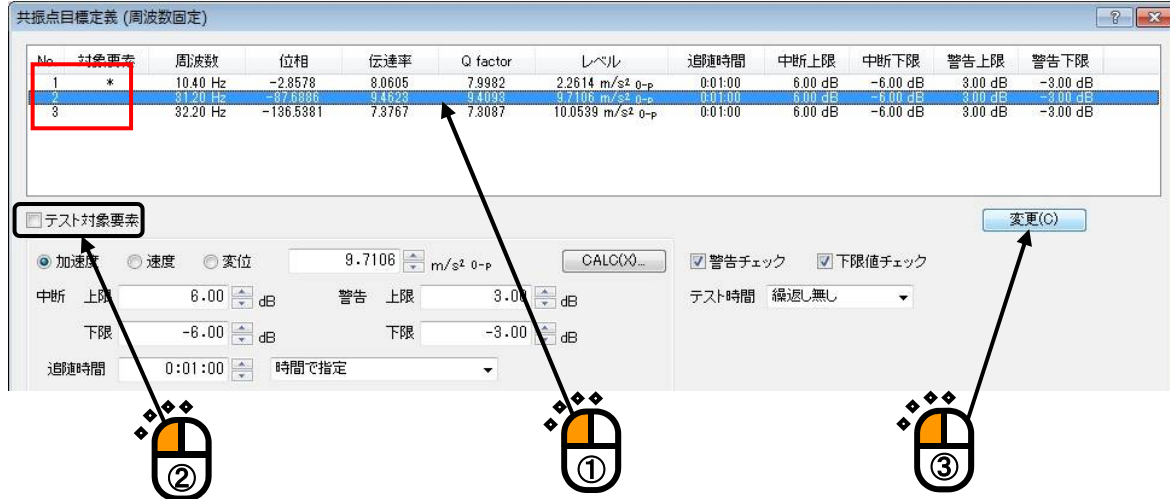 共振点目標定義 (周波数固定)
No. 対象要素 周波数 位相 伝達率 Q factor レベル 追随時間 中断上限 中断下限 警告上限 警告下限
1 * 10.40 Hz -2.8578 8.0605 7.9982 2.2614 m/s² 0-p 0:01:00 6.00 dB -6.00 dB 3.00 dB -3.00 dB
2 31.20 Hz -87.6886 9.4623 9.4093 9.7106 m/s² 0-p 0:01:00 6.00 dB -6.00 dB 3.00 dB -3.00 dB
3 32.20 Hz -136.5381 7.3767 7.3087 10.0539 m/s² 0-p 0:01:00 6.00 dB -6.00 dB 3.00 dB -3.00 dB
テスト対象要素 変更(C)
加速度 速度 変位 9.7106 m/s² 0-p CALC(X)... 警告チェック 下限値チェック
中断 上限 6.00 dB 警告 上限 3.00 dB テスト時間 繰返し無し
下限 -6.00 dB 下限 -3.00 dB
追随時間 0:01:00 時間で指定
② ① ③